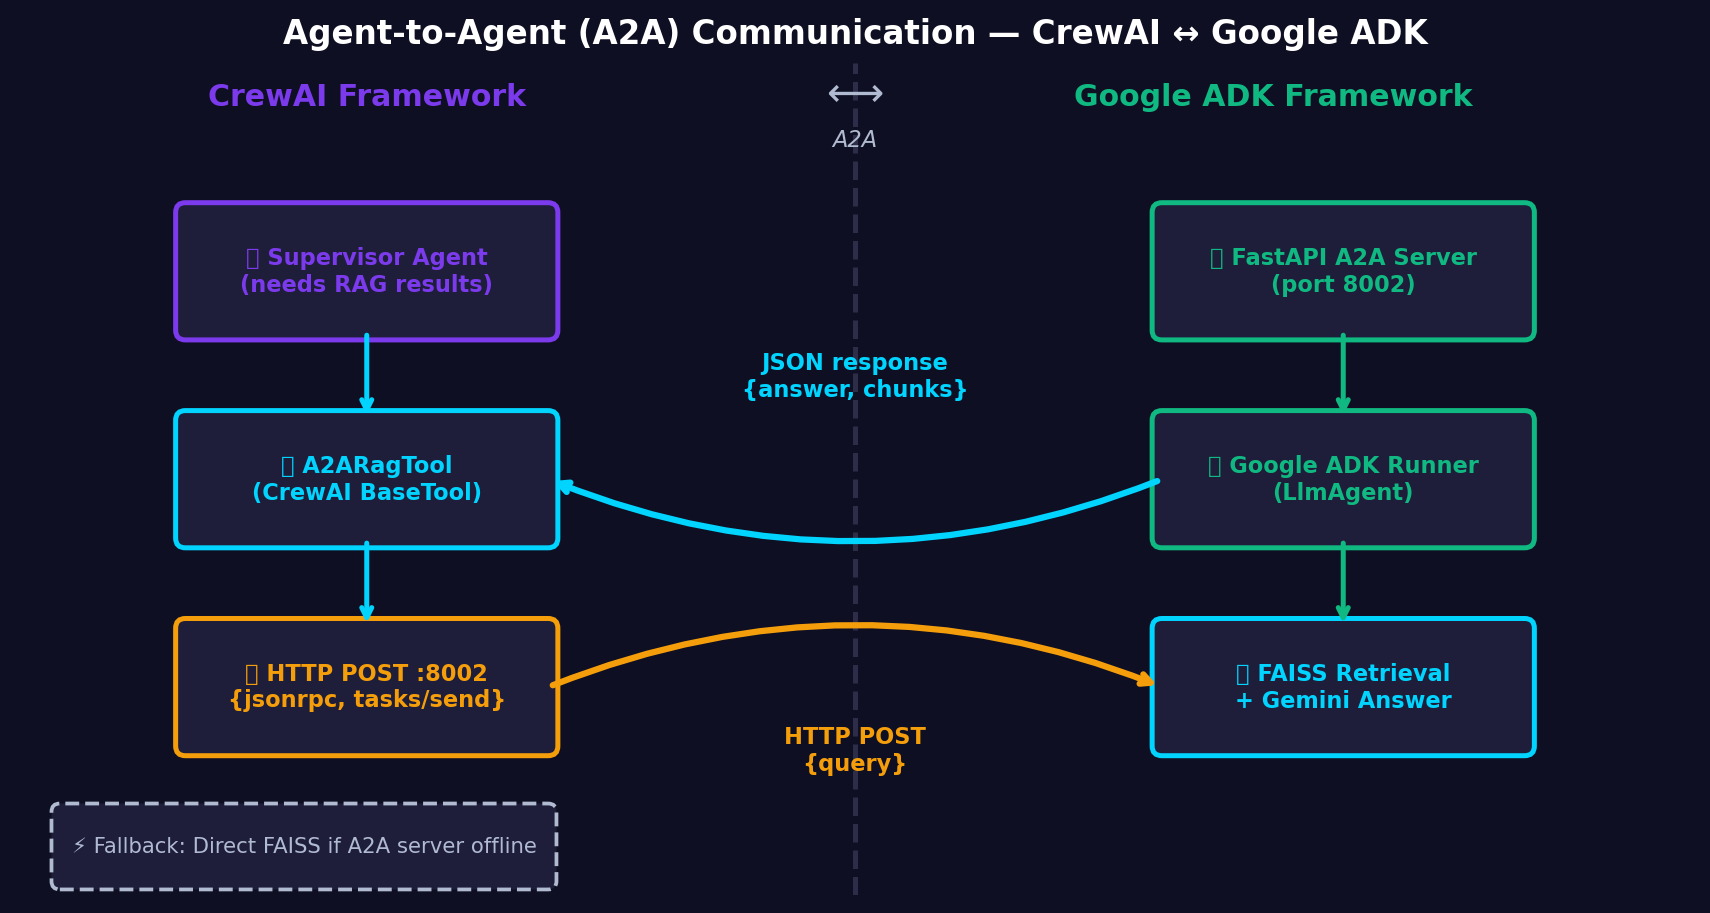 Agent-to-Agent (A2A) Communication — CrewAI ↔ Google ADK
CrewAI Framework
⟷
A2A
Google ADK Framework
Supervisor Agent
(needs RAG results)
A2ARagTool
(CrewAI BaseTool)
HTTP POST :8002
{jsonrpc, tasks/send}
⚡ Fallback: Direct FAISS if A2A server offline
JSON response
{answer, chunks}
HTTP POST
{query}
FastAPI A2A Server
(port 8002)
Google ADK Runner
(LlmAgent)
FAISS Retrieval
+ Gemini Answer